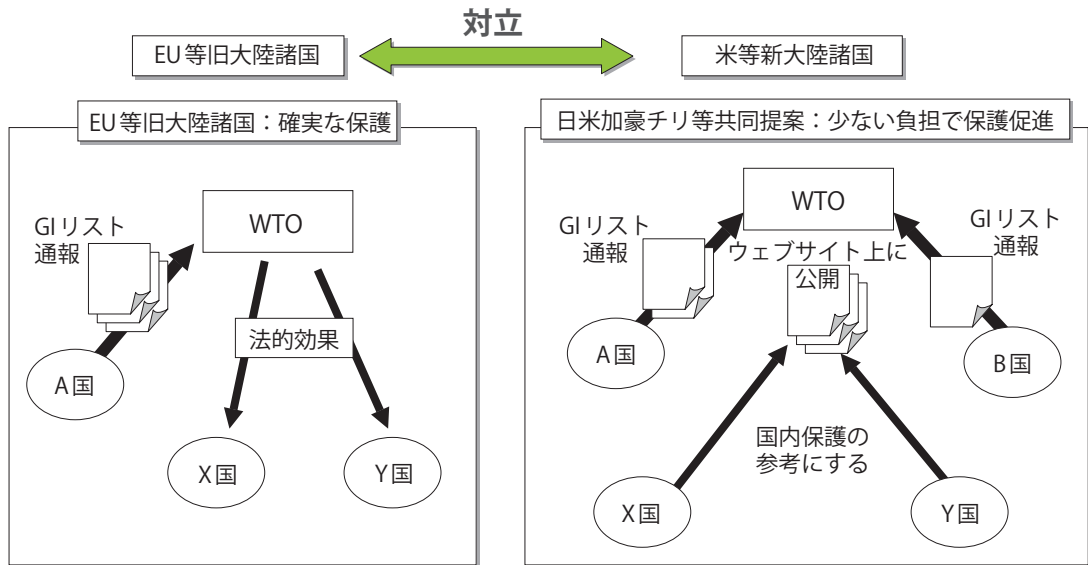 対立
EU等旧大陸諸国
米等新大陸諸国
EU等旧大陸諸国：確実な保護
GIリスト
通報
WTO
法的効果
A国
X国
Y国
日米加豪チリ等共同提案：少ない負担で保護促進
WTO
GIリスト
通報
GIリスト
通報
ウェブサイト上に
公開
A国
B国
国内保護の
参考にする
X国
Y国